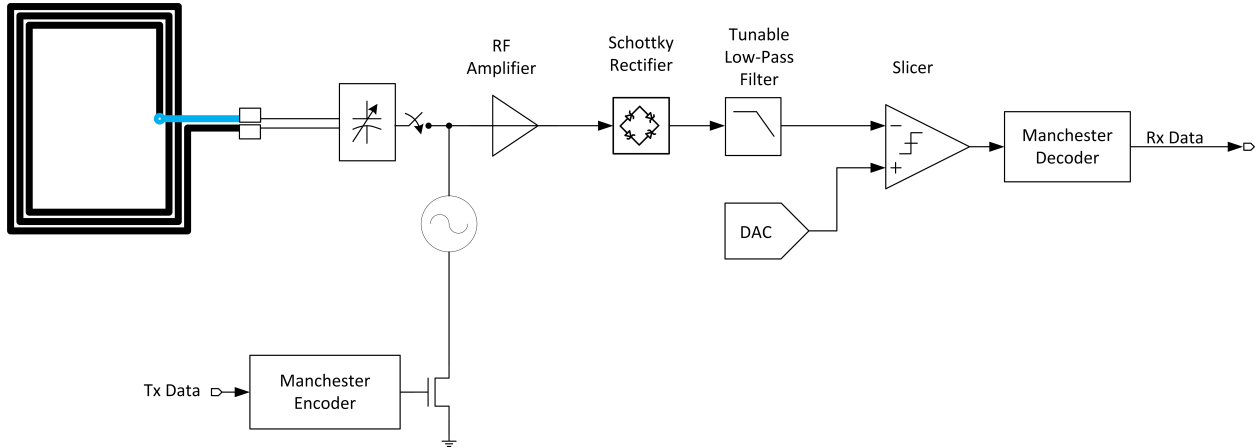 RF
Amplifier
Schottky
Rectifier
Tunable
Low-Pass
Filter
Slicer
−
+
DAC
Manchester
Decoder
Rx Data
Tx Data
Manchester
Encoder